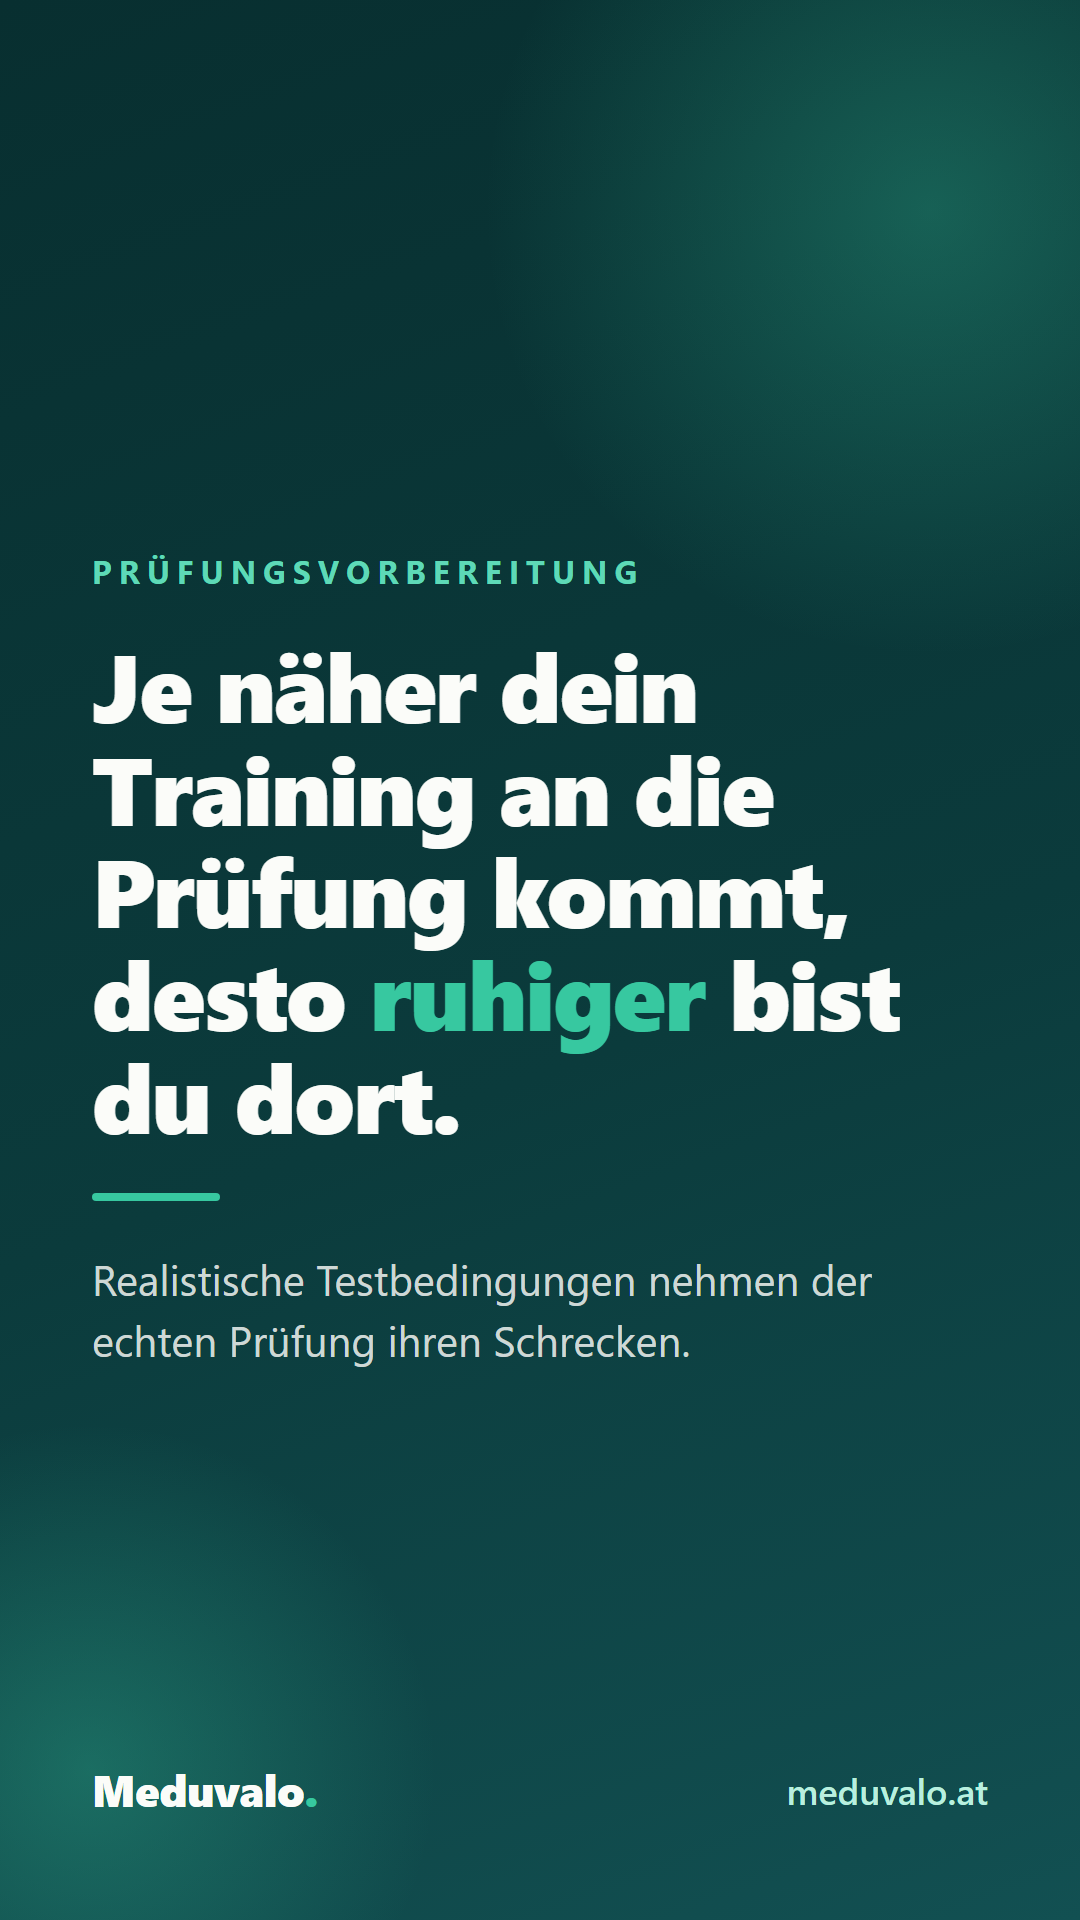 PRÜFUNGSVORBEREITUNG
Je näher dein
Training an die
Prüfung kommt,
desto ruhiger bist
du dort.
Realistische Testbedingungen nehmen der
echten Prüfung ihren Schrecken.
Meduvalo.
meduvalo.at